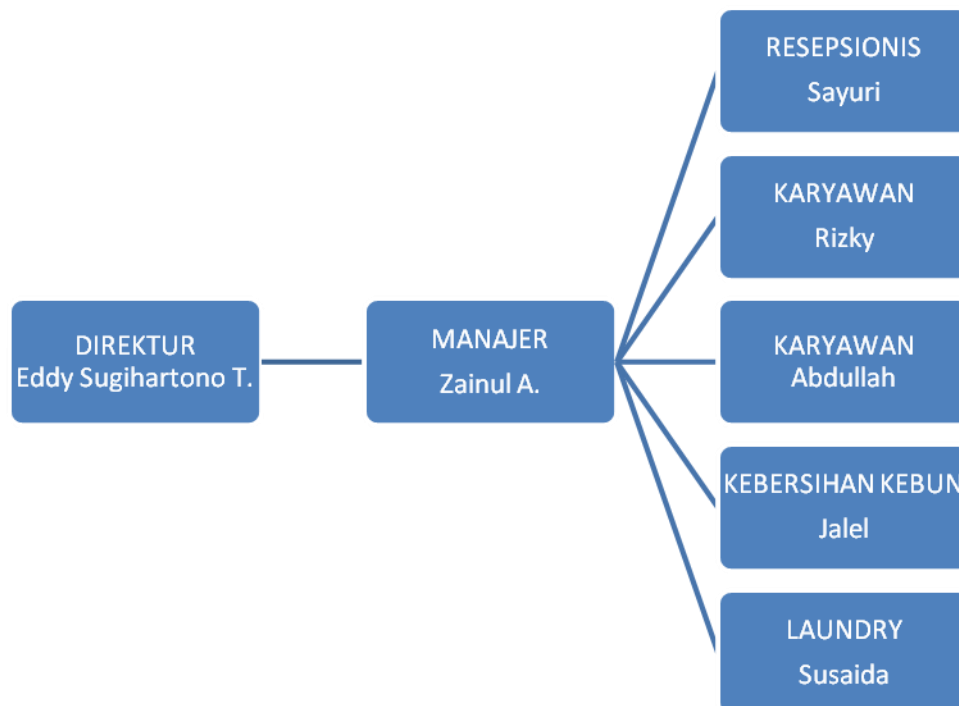 DIREKTUR
Eddy Sugihartono T.
MANAJER
Zainul A.
RESEPSIONIS
Sayuri
KARYAWAN
Rizky
KARYAWAN
Abdullah
KEBERSIHAN KEBUN
Jalel
LAUNDRY
Susaida